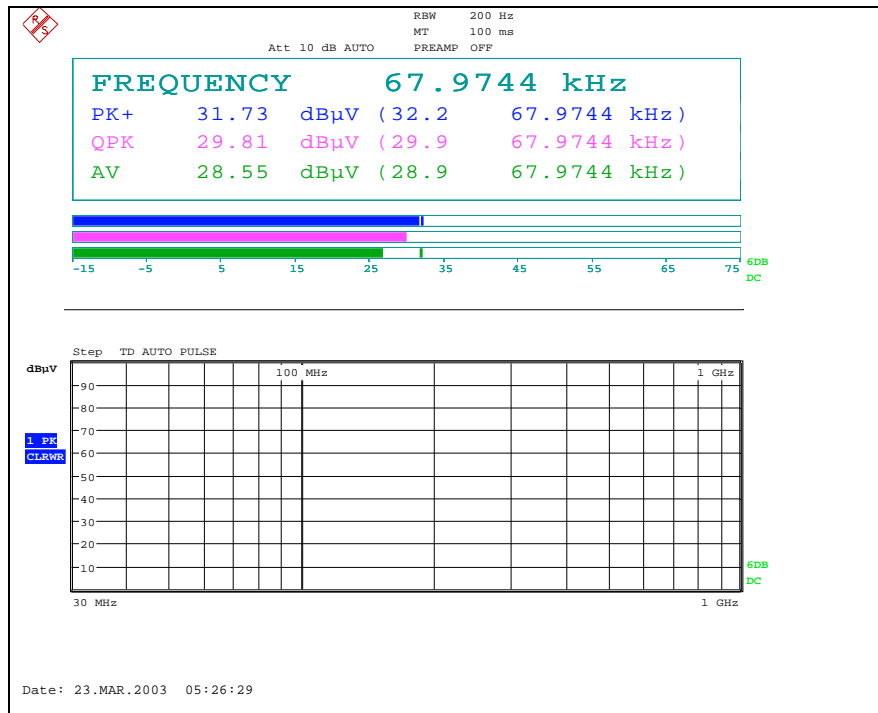 R S
RBW 200 Hz
MT 100 ms
Att 10 dB AUTO PREAMP OFF
FREQUENCY 67.9744 kHz
PK+ 31.73 dBµV (32.2 67.9744 kHz)
QPK 29.81 dBµV (29.9 67.9744 kHz)
AV 28.55 dBµV (28.9 67.9744 kHz)
-15 -5 5 15 25 35 45 55 65 75
6DB
DC
Step TD AUTO PULSE
dBµV
100 MHz 1 GHz
90
80
70
1 PK
CLRWR
60
50
40
30
20
10
6DB
DC
30 MHz 1 GHz
Date: 23.MAR.2003 05:26:29